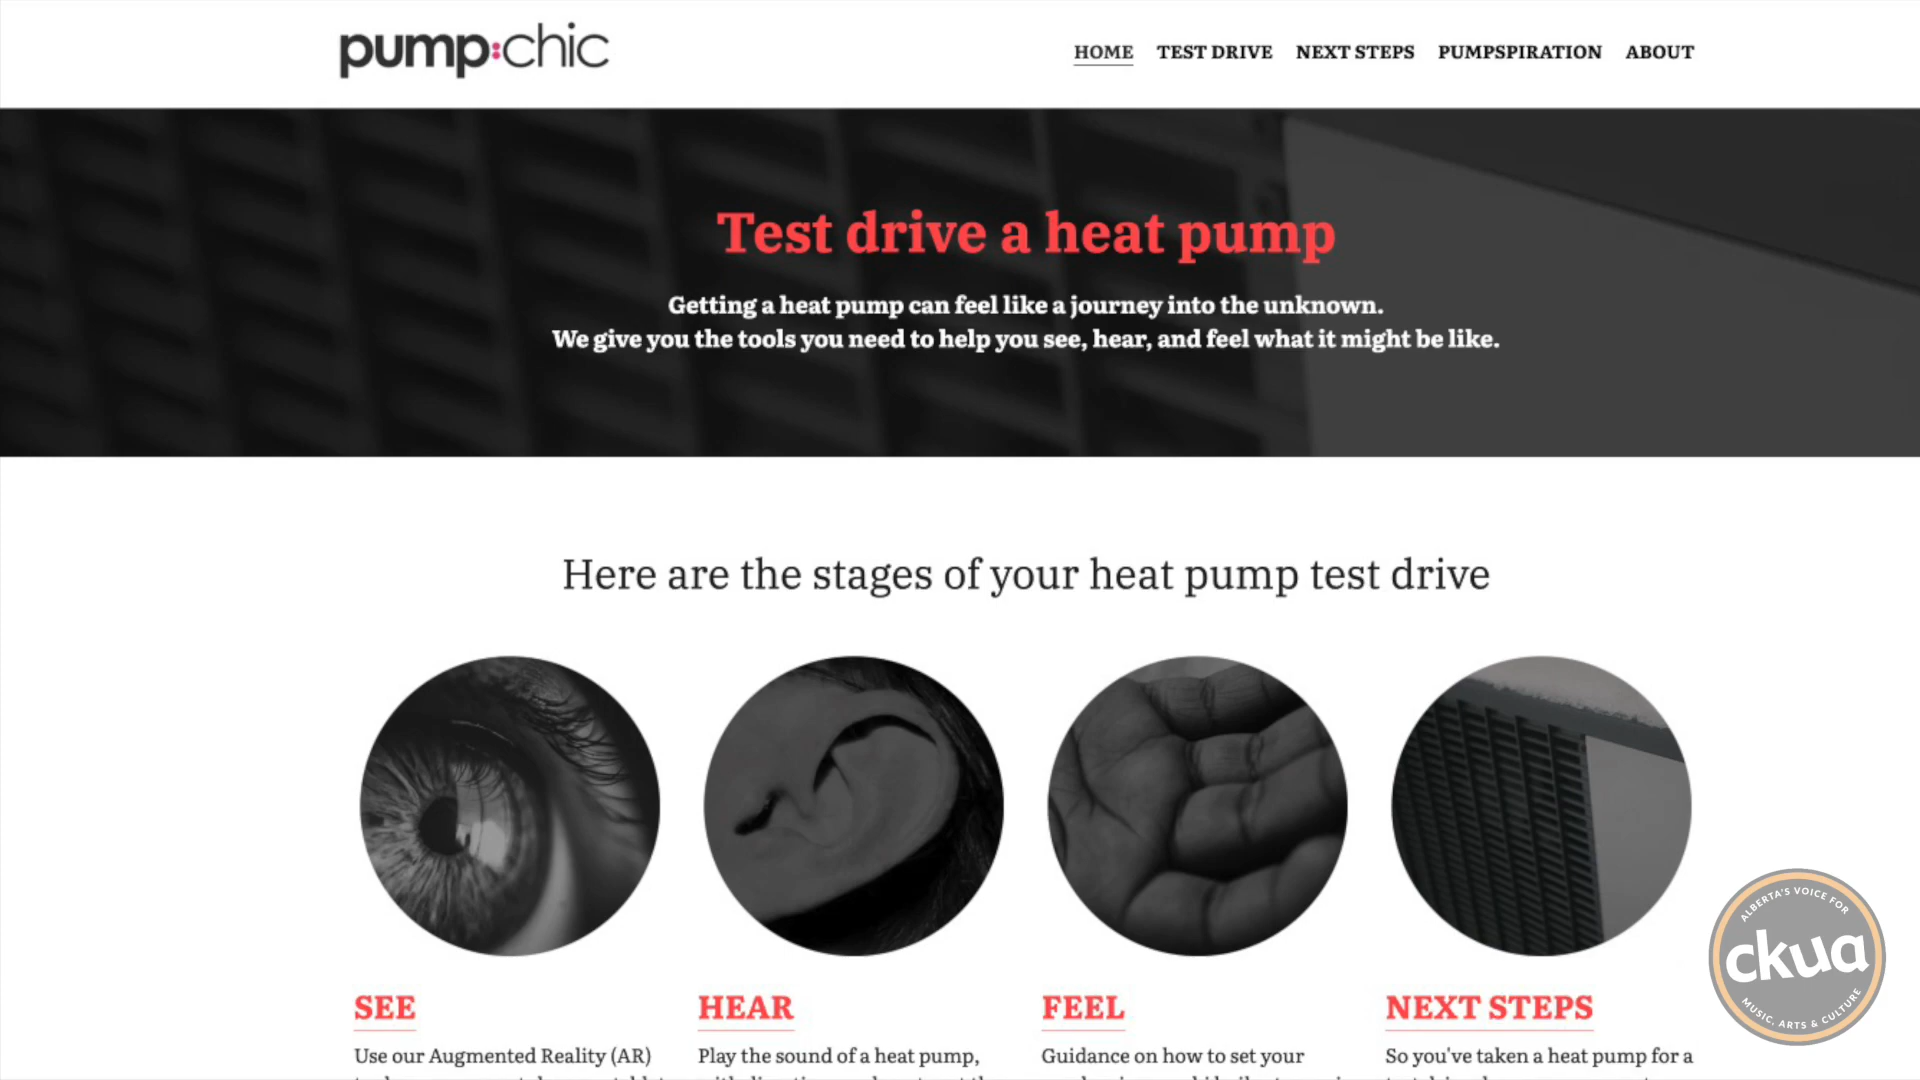 pump:chic
HOME TEST DRIVE NEXT STEPS PUMPSPIRATION ABOUT
Test drive a heat pump
Getting a heat pump can feel like a journey into the unknown.
We give you the tools you need to help you see, hear, and feel what it might be like.
Here are the stages of your heat pump test drive
SEE
Use our Augmented Reality (AR)
HEAR
Play the sound of a heat pump,
FEEL
Guidance on how to set your
NEXT STEPS
So you've taken a heat pump for a
ALBERTA'S VOICE FOR
ckua
MUSIC, ARTS & CULTURE